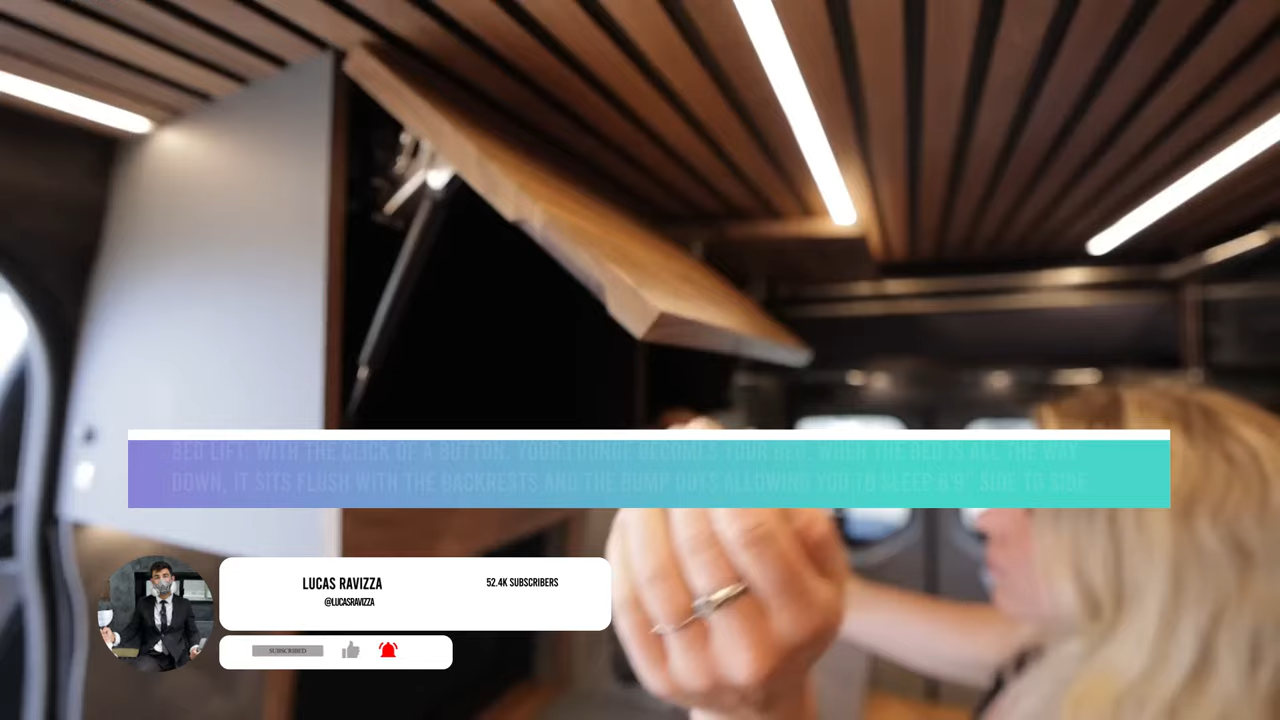 BED LIFT, WITH THE CLICK OF A BUTTON, YOUR LOUNGE BECOMES YOUR BED. WHEN THE BED IS ALL THE WAY
DOWN, IT SITS FLUSH WITH THE BACKRESTS AND THE BUMP OUTS ALLOWING YOU TO SLEEP 6'9" SIDE TO SIDE
LUCAS RAVIZZA
52.4K SUBSCRIBERS
@LUCASRAVIZZA
SUBSCRIBED